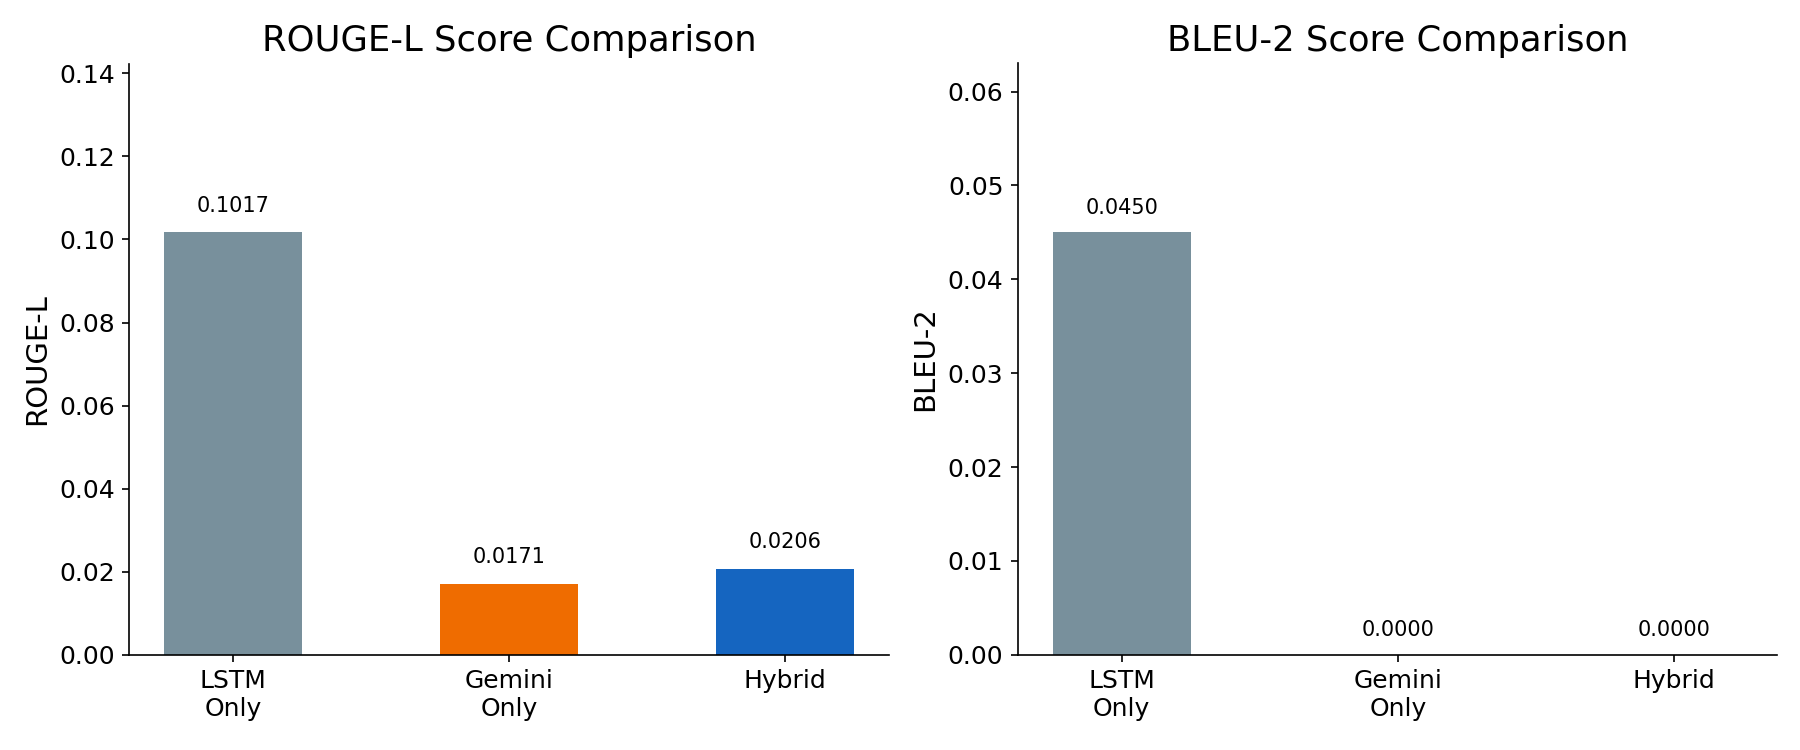 ROUGE-L Score Comparison
ROUGE-L
0.14
0.12
0.10
0.08
0.06
0.04
0.02
0.00
0.1017
0.0171
0.0206
LSTM
Only
Gemini
Only
Hybrid
BLEU-2 Score Comparison
BLEU-2
0.06
0.05
0.04
0.03
0.02
0.01
0.00
0.0450
0.0000
0.0000
LSTM
Only
Gemini
Only
Hybrid